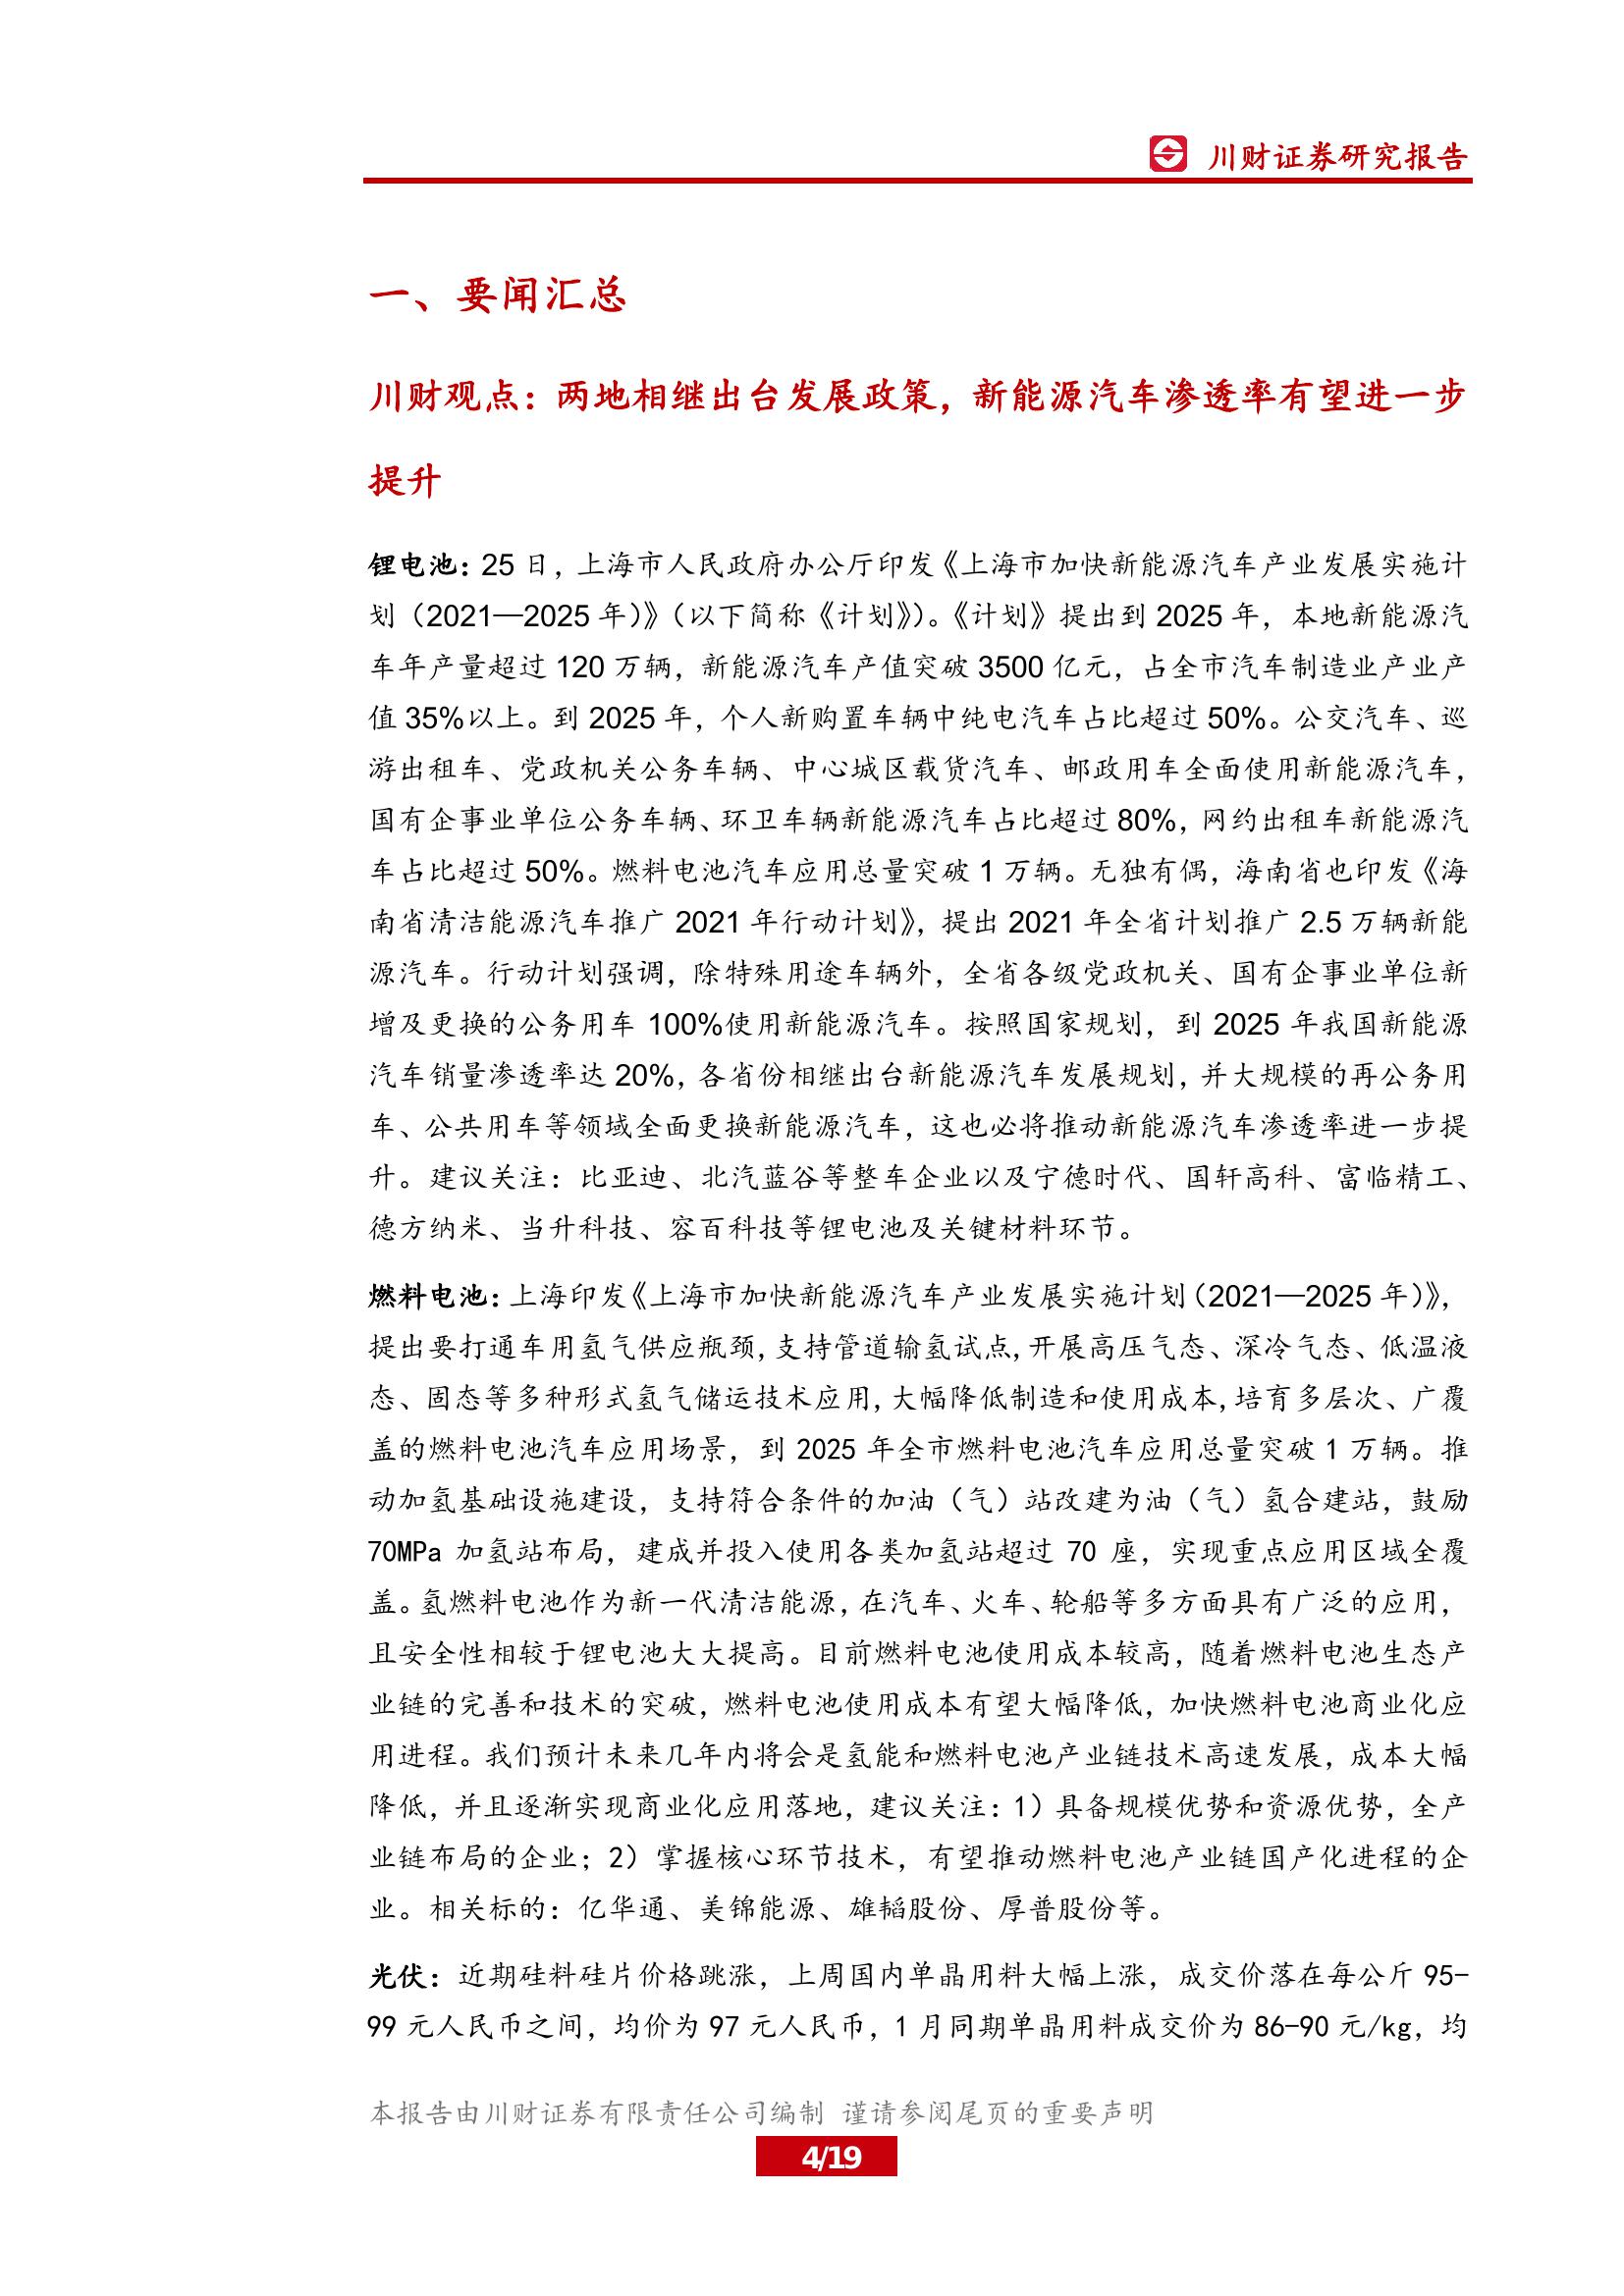 川财证券研究报告
一、要闻汇总
川财观点：两地相继出台发展政策，新能源汽车渗透率有望进一步
提升
锂电池：25 日，上海市人民政府办公厅印发《上海市加快新能源汽车产业发展实施计
划（2021—2025 年）》（以下简称《计划》）。《计划》提出到 2025 年，本地新能源汽
车年产量超过 120 万辆，新能源汽车产值突破 3500 亿元，占全市汽车制造业产业产
值 35%以上。到 2025 年，个人新购置车辆中纯电汽车占比超过 50%。公交汽车、巡
游出租车、党政机关公务车辆、中心城区载货汽车、邮政用车全面使用新能源汽车，
国有企事业单位公务车辆、环卫车辆新能源汽车占比超过 80%，网约出租车新能源汽
车占比超过 50%。燃料电池汽车应用总量突破 1 万辆。无独有偶，海南省也印发《海
南省清洁能源汽车推广 2021 年行动计划》，提出 2021 年全省计划推广 2.5 万辆新能
源汽车。行动计划强调，除特殊用途车辆外，全省各级党政机关、国有企事业单位新
增及更换的公务用车 100%使用新能源汽车。按照国家规划，到 2025 年我国新能源
汽车销量渗透率达 20%，各省份相继出台新能源汽车发展规划，并大规模的再公务用
车、公共用车等领域全面更换新能源汽车，这也必将推动新能源汽车渗透率进一步提
升。建议关注：比亚迪、北汽蓝谷等整车企业以及宁德时代、国轩高科、富临精工、
德方纳米、当升科技、容百科技等锂电池及关键材料环节。
燃料电池：上海印发《上海市加快新能源汽车产业发展实施计划（2021—2025 年）》，
提出要打通车用氢气供应瓶颈，支持管道输氢试点，开展高压气态、深冷气态、低温液
态、固态等多种形式氢气储运技术应用，大幅降低制造和使用成本，培育多层次、广覆
盖的燃料电池汽车应用场景，到 2025 年全市燃料电池汽车应用总量突破 1 万辆。推
动加氢基础设施建设，支持符合条件的加油（气）站改建为油（气）氢合建站，鼓励
70MPa 加氢站布局，建成并投入使用各类加氢站超过 70 座，实现重点应用区域全覆
盖。氢燃料电池作为新一代清洁能源，在汽车、火车、轮船等多方面具有广泛的应用，
且安全性相较于锂电池大大提高。目前燃料电池使用成本较高，随着燃料电池生态产
业链的完善和技术的突破，燃料电池使用成本有望大幅降低，加快燃料电池商业化应
用进程。我们预计未来几年内将会是氢能和燃料电池产业链技术高速发展，成本大幅
降低，并且逐渐实现商业化应用落地，建议关注：1）具备规模优势和资源优势，全产
业链布局的企业；2）掌握核心环节技术，有望推动燃料电池产业链国产化进程的企
业。相关标的：亿华通、美锦能源、雄韬股份、厚普股份等。
光伏：近期硅料硅片价格跳涨，上周国内单晶用料大幅上涨，成交价落在每公斤 95-
99 元人民币之间，均价为 97 元人民币，1 月同期单晶用料成交价为 86-90 元/kg，均
本报告由川财证券有限责任公司编制 谨请参阅尾页的重要声明
4/19